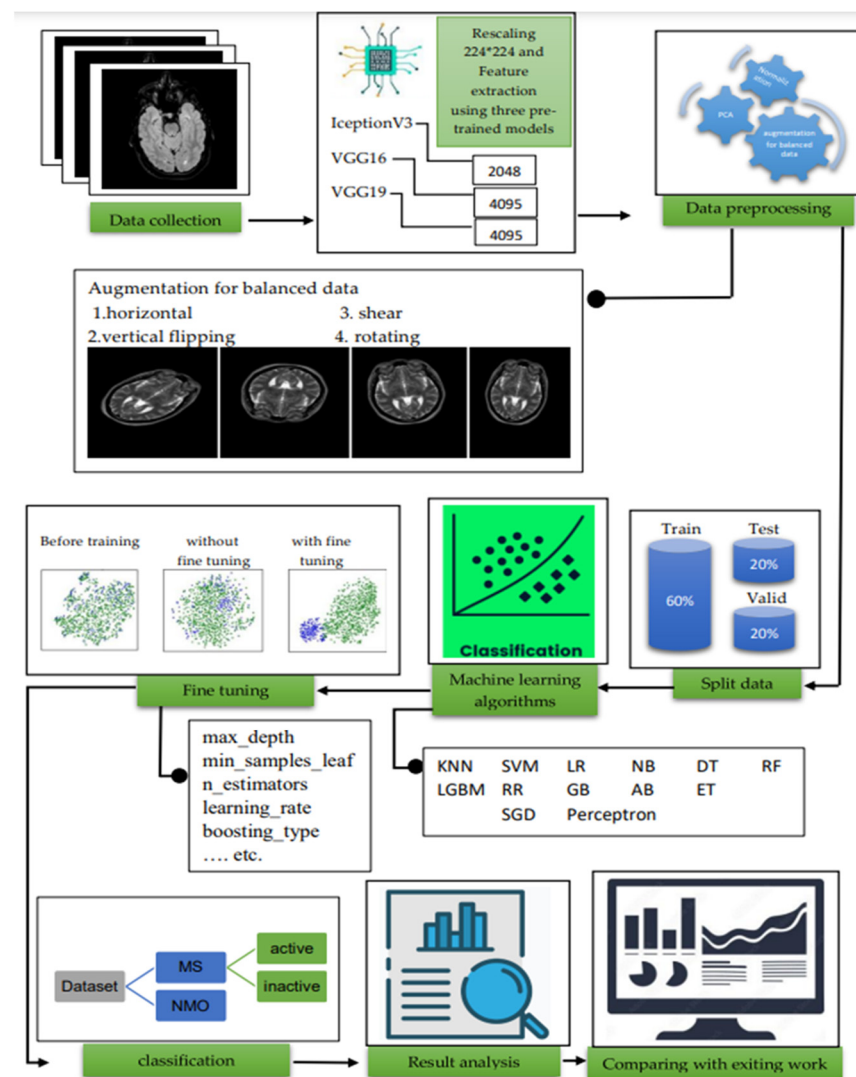 Rescaling
224*224 and
Feature
extraction
using three pre-
trained models
IceptionV3
VGG16
VGG19
2048
4095
4095
Normaliz
ation
PCA
augmentation
for balanced
data
Data collection
Data preprocessing
Augmentation for balanced data
1.horizontal
3. shear
2.vertical flipping
4. rotating
Before training
without
fine tuning
with fine
tuning
Classification
Train
60%
Test
20%
Valid
20%
Fine tuning
Machine learning
algorithms
Split data
max_depth
min_samples_leaf
n_estimators
learning_rate
boosting_type
.... etc.
KNN SVM LR NB DT RF
LGBM RR GB AB ET
SGD Perceptron
Dataset
MS
NMO
active
inactive
classification
Result analysis
Comparing with exiting work